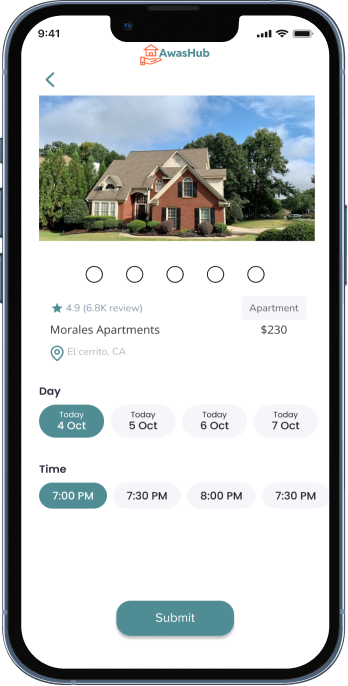 9:41
AwasHub
4.9 (6.8K review)
Apartment
Morales Apartments
$230
El cerrito, CA
Day
Today Today Today Today
4 Oct 5 Oct 6 Oct 7 Oct
Time
7:00 PM 7:30 PM 8:00 PM 7:30 PM
Submit